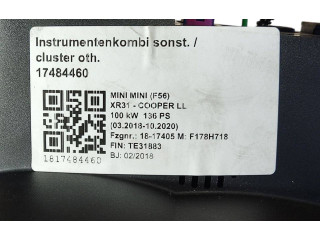 Instrumentenkombi sonst. /
cluster oth.
17484460
MINI MINI (F56)
XR31 - COOPER LL
100 kW 136 PS
(03.2018-10.2020)
Fzgnr.: 18-17405 M: F178H718
FIN: TE31883
BJ: 02/2018
1817484460